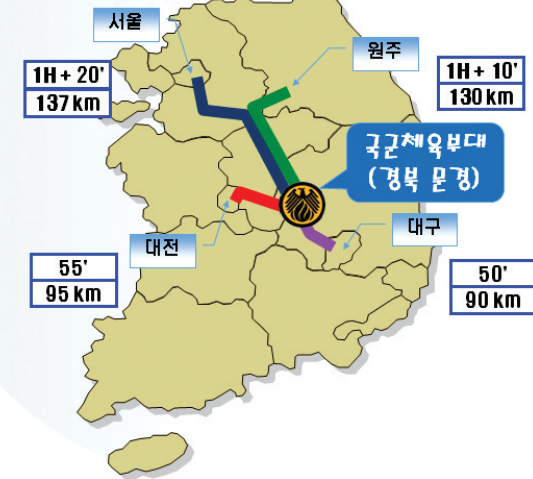 서울
원주
1H + 20'
137 km
1H + 10'
130 km
국군체육부대
(경북 문경)
대전
대구
55'
95 km
50'
90 km